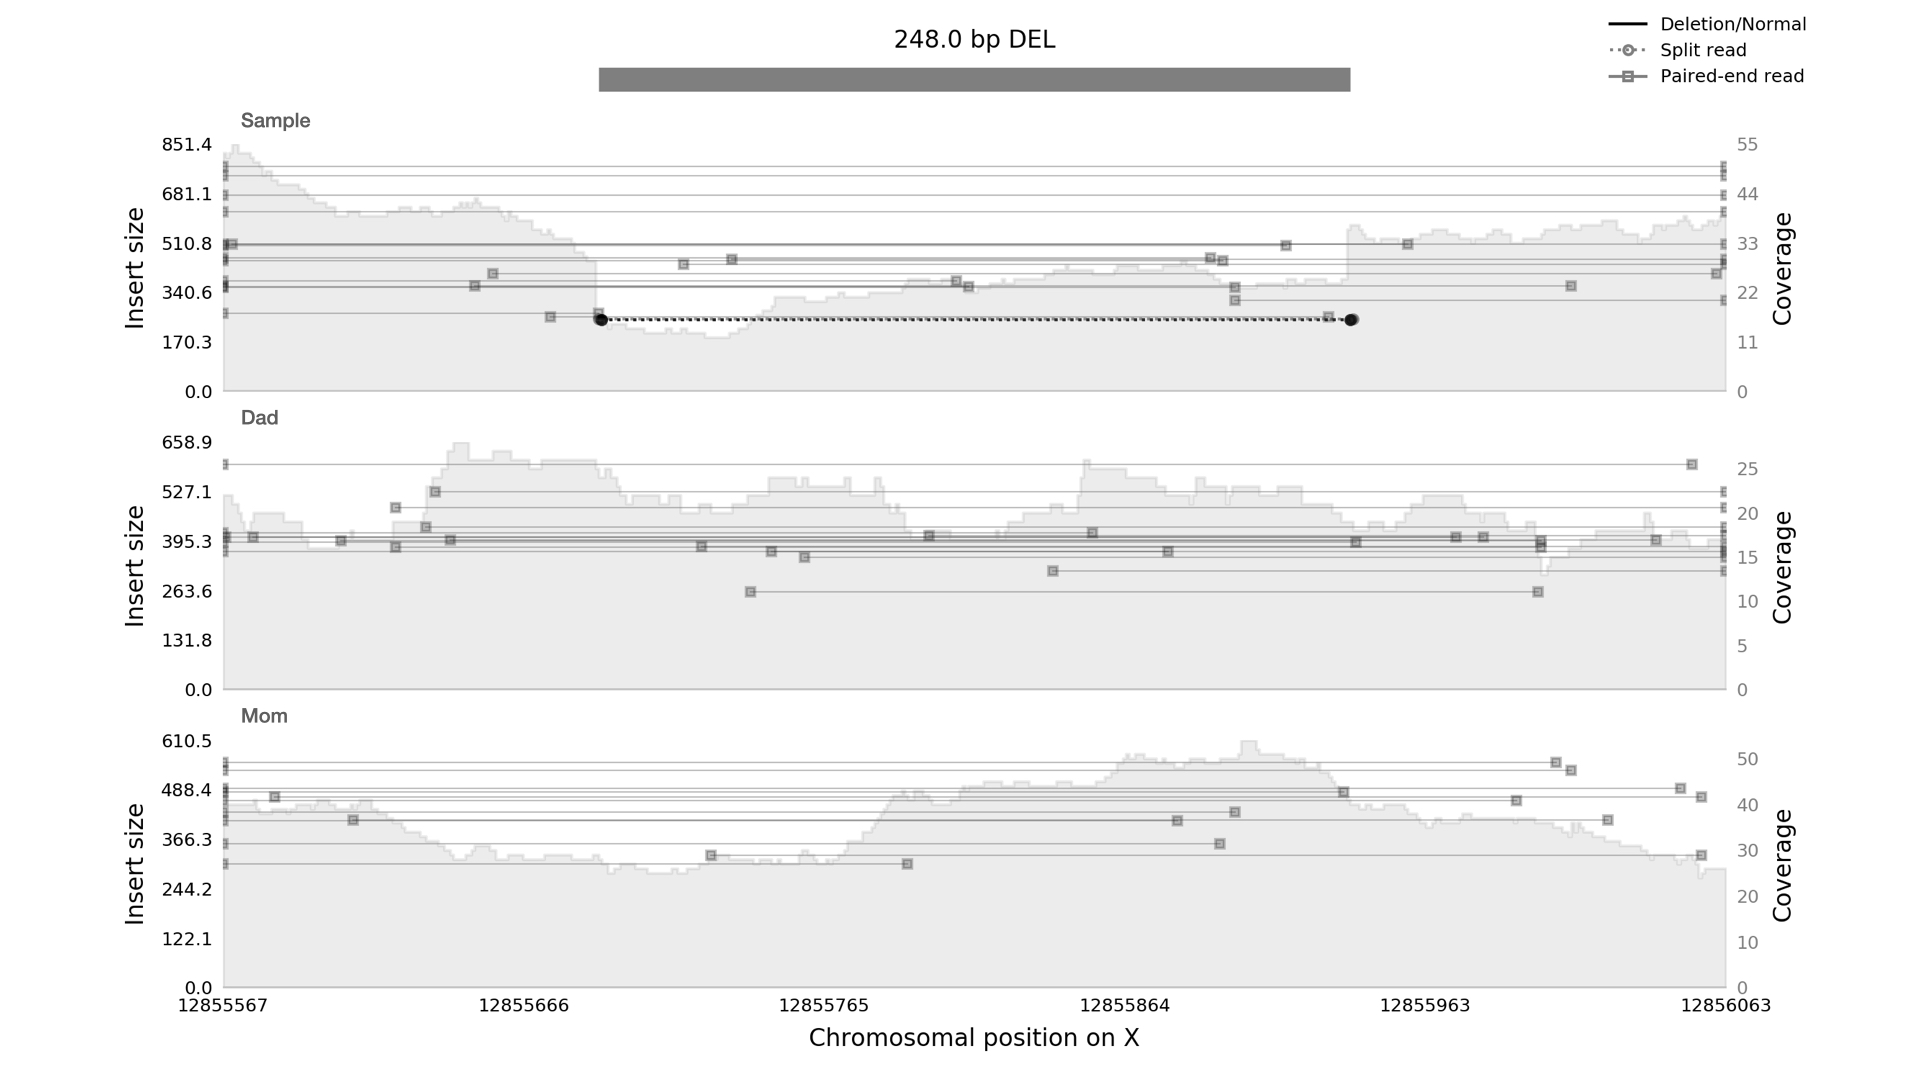 248.0 bp DEL
Deletion/Normal
Split read
Paired-end read
Sample
851.4
681.1
510.8
340.6
170.3
0.0
Insert size
55
44
33
22
11
0
Coverage
Dad
658.9
527.1
395.3
263.6
131.8
0.0
Insert size
25
20
15
10
5
0
Coverage
Mom
610.5
488.4
366.3
244.2
122.1
0.0
Insert size
50
40
30
20
10
0
Coverage
12855567 12855666 12855765 12855864 12855963 12856063
Chromosomal position on X